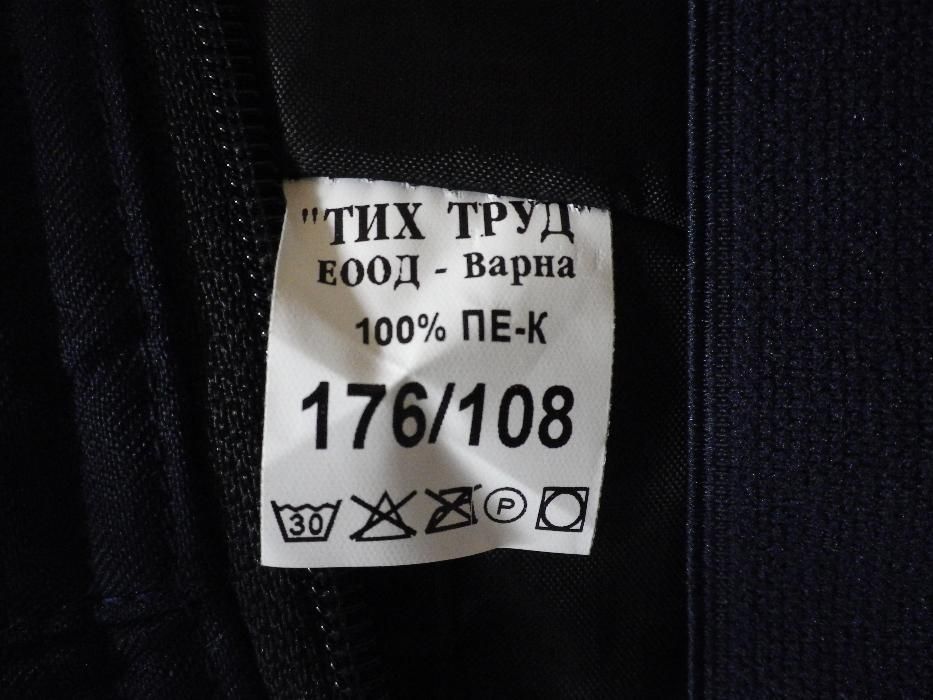 "ТИХ ТРУД"
ЕООД - Варна
100% ПЕ-К
176/108
30 P